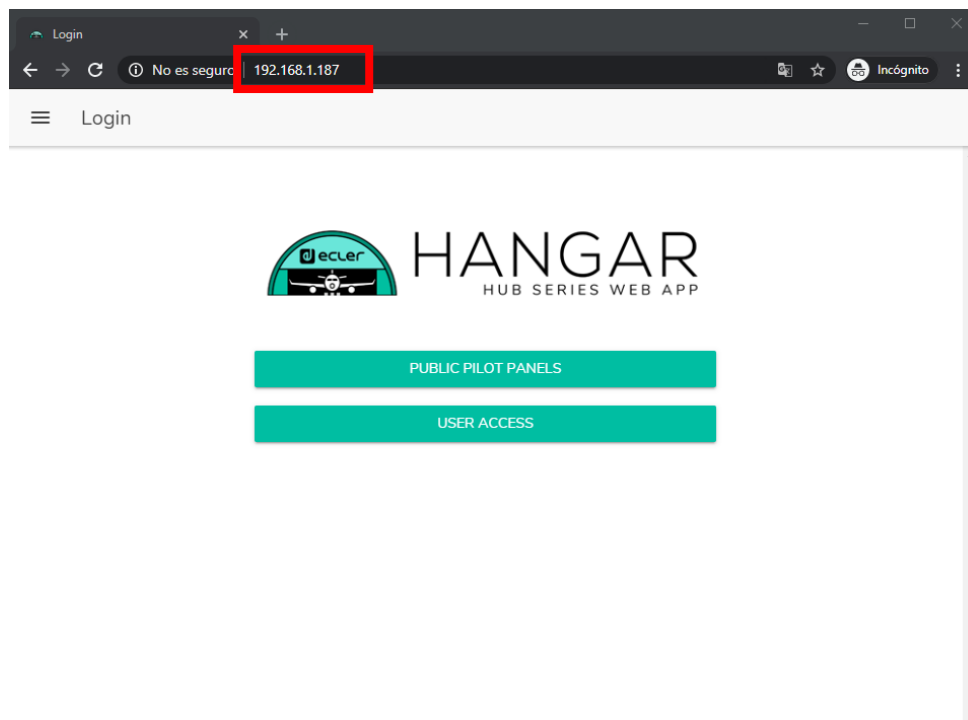 Login
No es seguro 192.168.1.187 Incógnito
Login
ecler
HANGAR
HUB SERIES WEB APP
PUBLIC PILOT PANELS
USER ACCESS